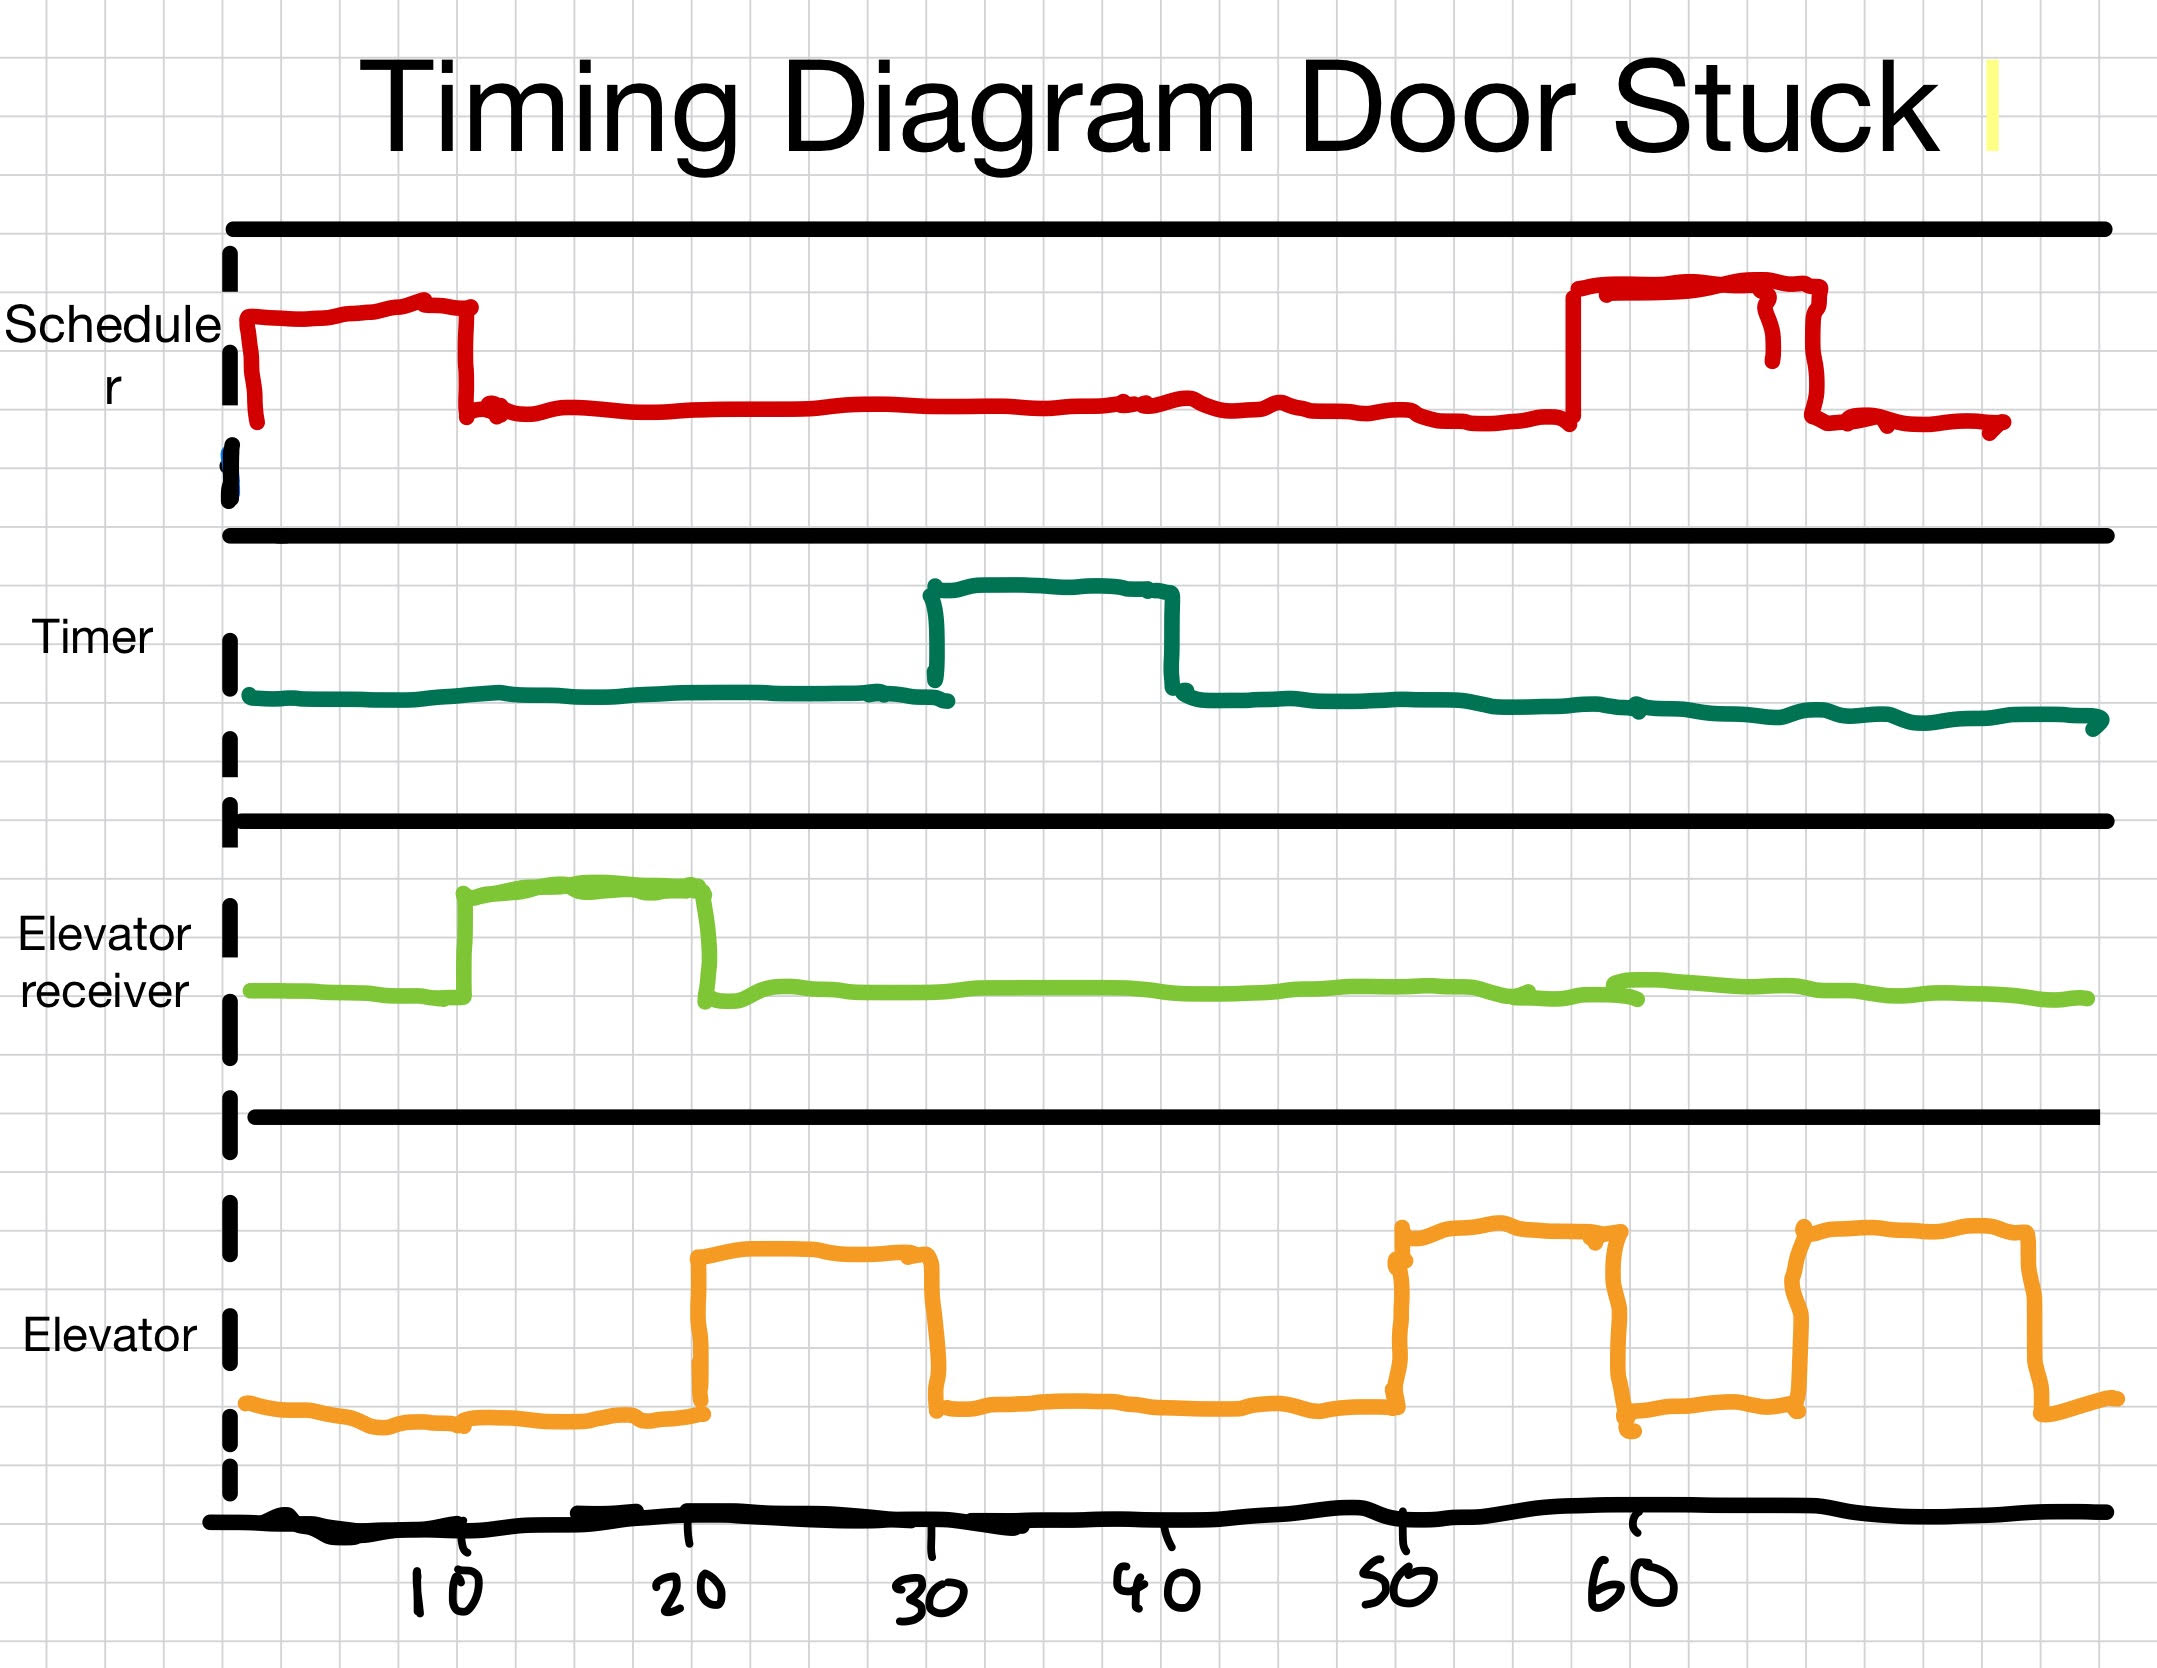 Timing Diagram Door Stuck
Schedule
r
Timer
Elevator
receiver
Elevator
10 20 30 40 50 60